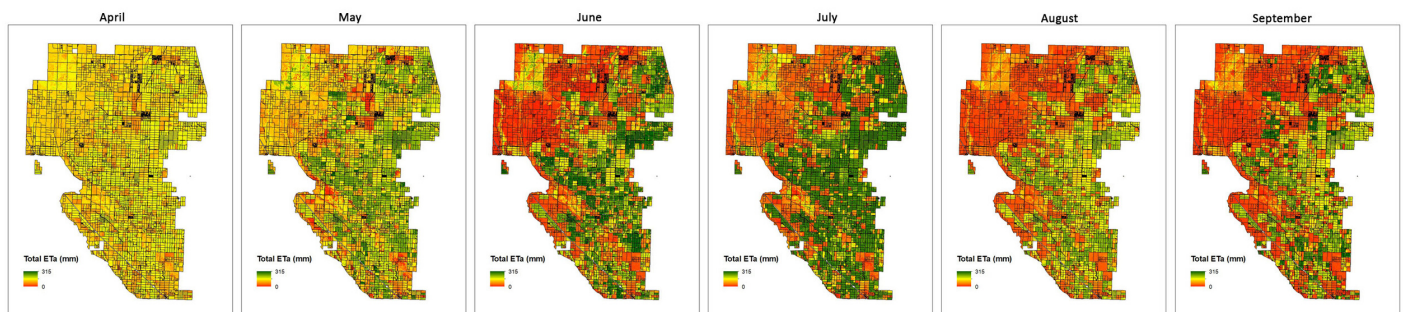 April
May
June
July
August
September
Total ETa (mm)
315
0
Total ETa (mm)
315
0
Total ETa (mm)
315
0
Total ETa (mm)
315
0
Total ETa (mm)
315
0
Total ETa (mm)
315
0